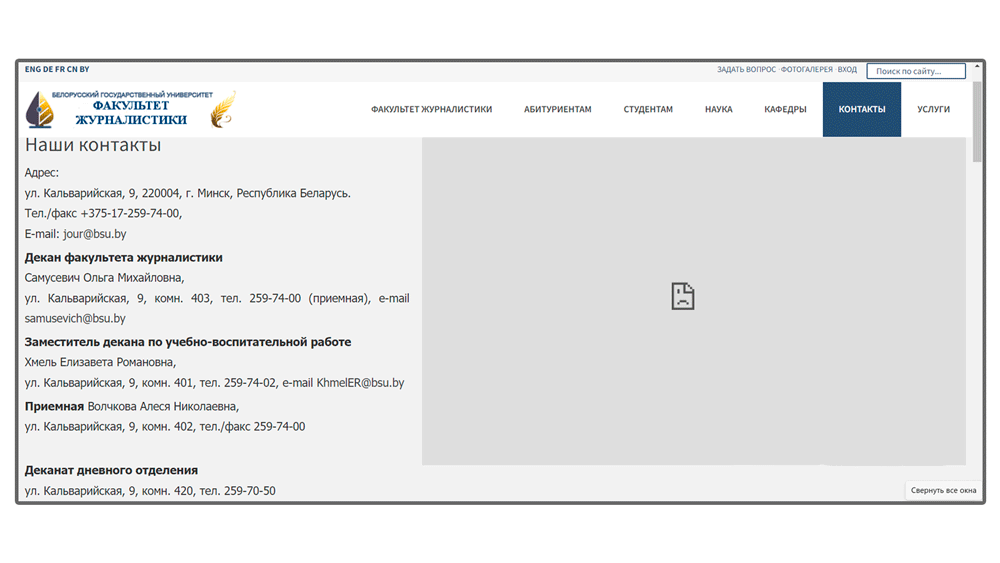 ENG DE FR CN BY
ЗАДАТЬ ВОПРОС · ФОТОГАЛЕРЕЯ · ВХОД
Поиск по сайту...
БЕЛОРУССКИЙ ГОСУДАРСТВЕННЫЙ УНИВЕРСИТЕТ
ФАКУЛЬТЕТ
ЖУРНАЛИСТИКИ
ФАКУЛЬТЕТ ЖУРНАЛИСТИКИ
АБИТУРИЕНТАМ
СТУДЕНТАМ
НАУКА
КАФЕДРЫ
КОНТАКТЫ
УСЛУГИ
Наши контакты
Адрес:
ул. Кальварийская, 9, 220004, г. Минск, Республика Беларусь.
Тел./факс +375-17-259-74-00,
E-mail: jour@bsu.by
Декан факультета журналистики
Самусевич Ольга Михайловна,
ул. Кальварийская, 9, комн. 403, тел. 259-74-00 (приемная), e-mail
samusevich@bsu.by
Заместитель декана по учебно-воспитательной работе
Хмель Елизавета Романовна,
ул. Кальварийская, 9, комн. 401, тел. 259-74-02, e-mail KhmelER@bsu.by
Приемная Волчкова Алеся Николаевна,
ул. Кальварийская, 9, комн. 402, тел./факс 259-74-00
Деканат дневного отделения
ул. Кальварийская, 9, комн. 420, тел. 259-70-50
Свернуть все окна